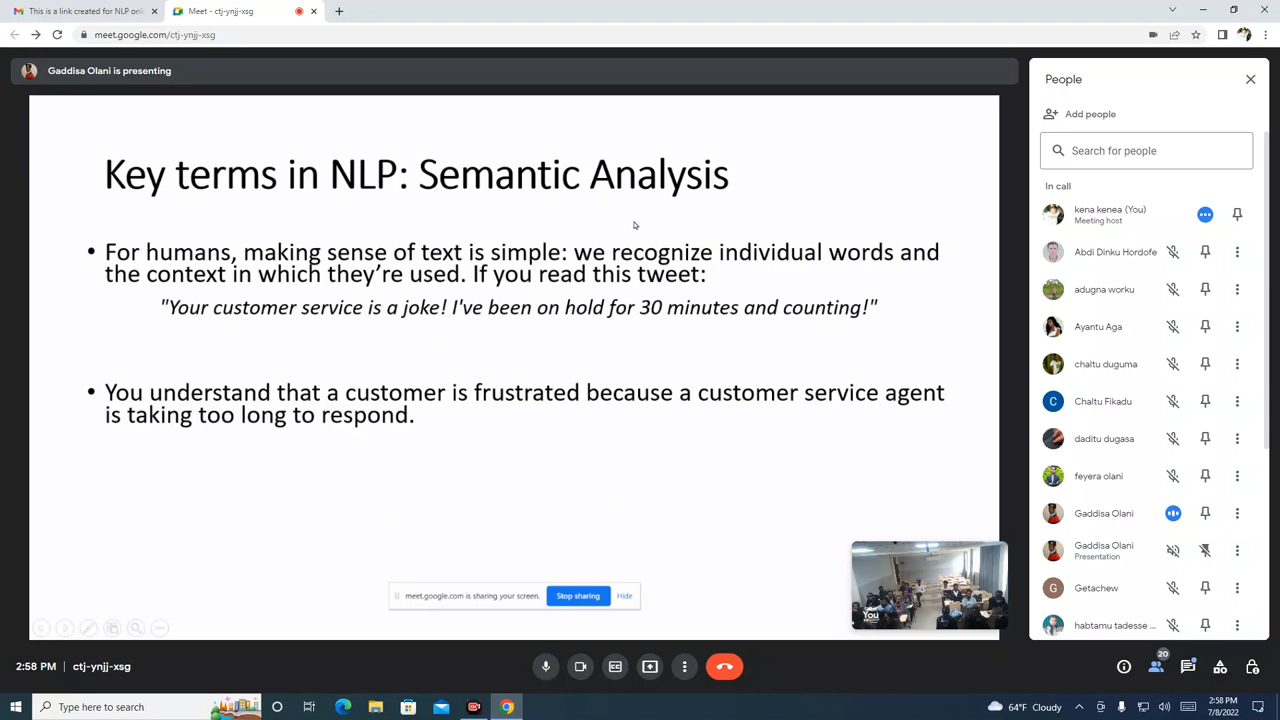 This is a link created for NLP onl
Meet - ctj-ynjj-xsg
meet.google.com/ctj-ynjj-xsg
Gaddisa Olani is presenting
Key terms in NLP: Semantic Analysis
• For humans, making sense of text is simple: we recognize individual words and
the context in which they’re used. If you read this tweet:
"Your customer service is a joke! I've been on hold for 30 minutes and counting!"
• You understand that a customer is frustrated because a customer service agent
is taking too long to respond.
meet.google.com is sharing your screen.
Stop sharing
Hide
You
People
Add people
Search for people
In call
kena kenea (You)
Meeting host
Abdi Dinku Hordofe
adugna worku
Ayantu Aga
chaltu duguma
C
Chaltu Fikadu
daditu dugasa
feyera olani
Gaddisa Olani
Gaddisa Olani
Presentation
G
Getachew
habtamu tadesse ...
2:58 PM
ctj-ynjj-xsg
20
Type here to search
64°F Cloudy
2:58 PM
7/8/2022